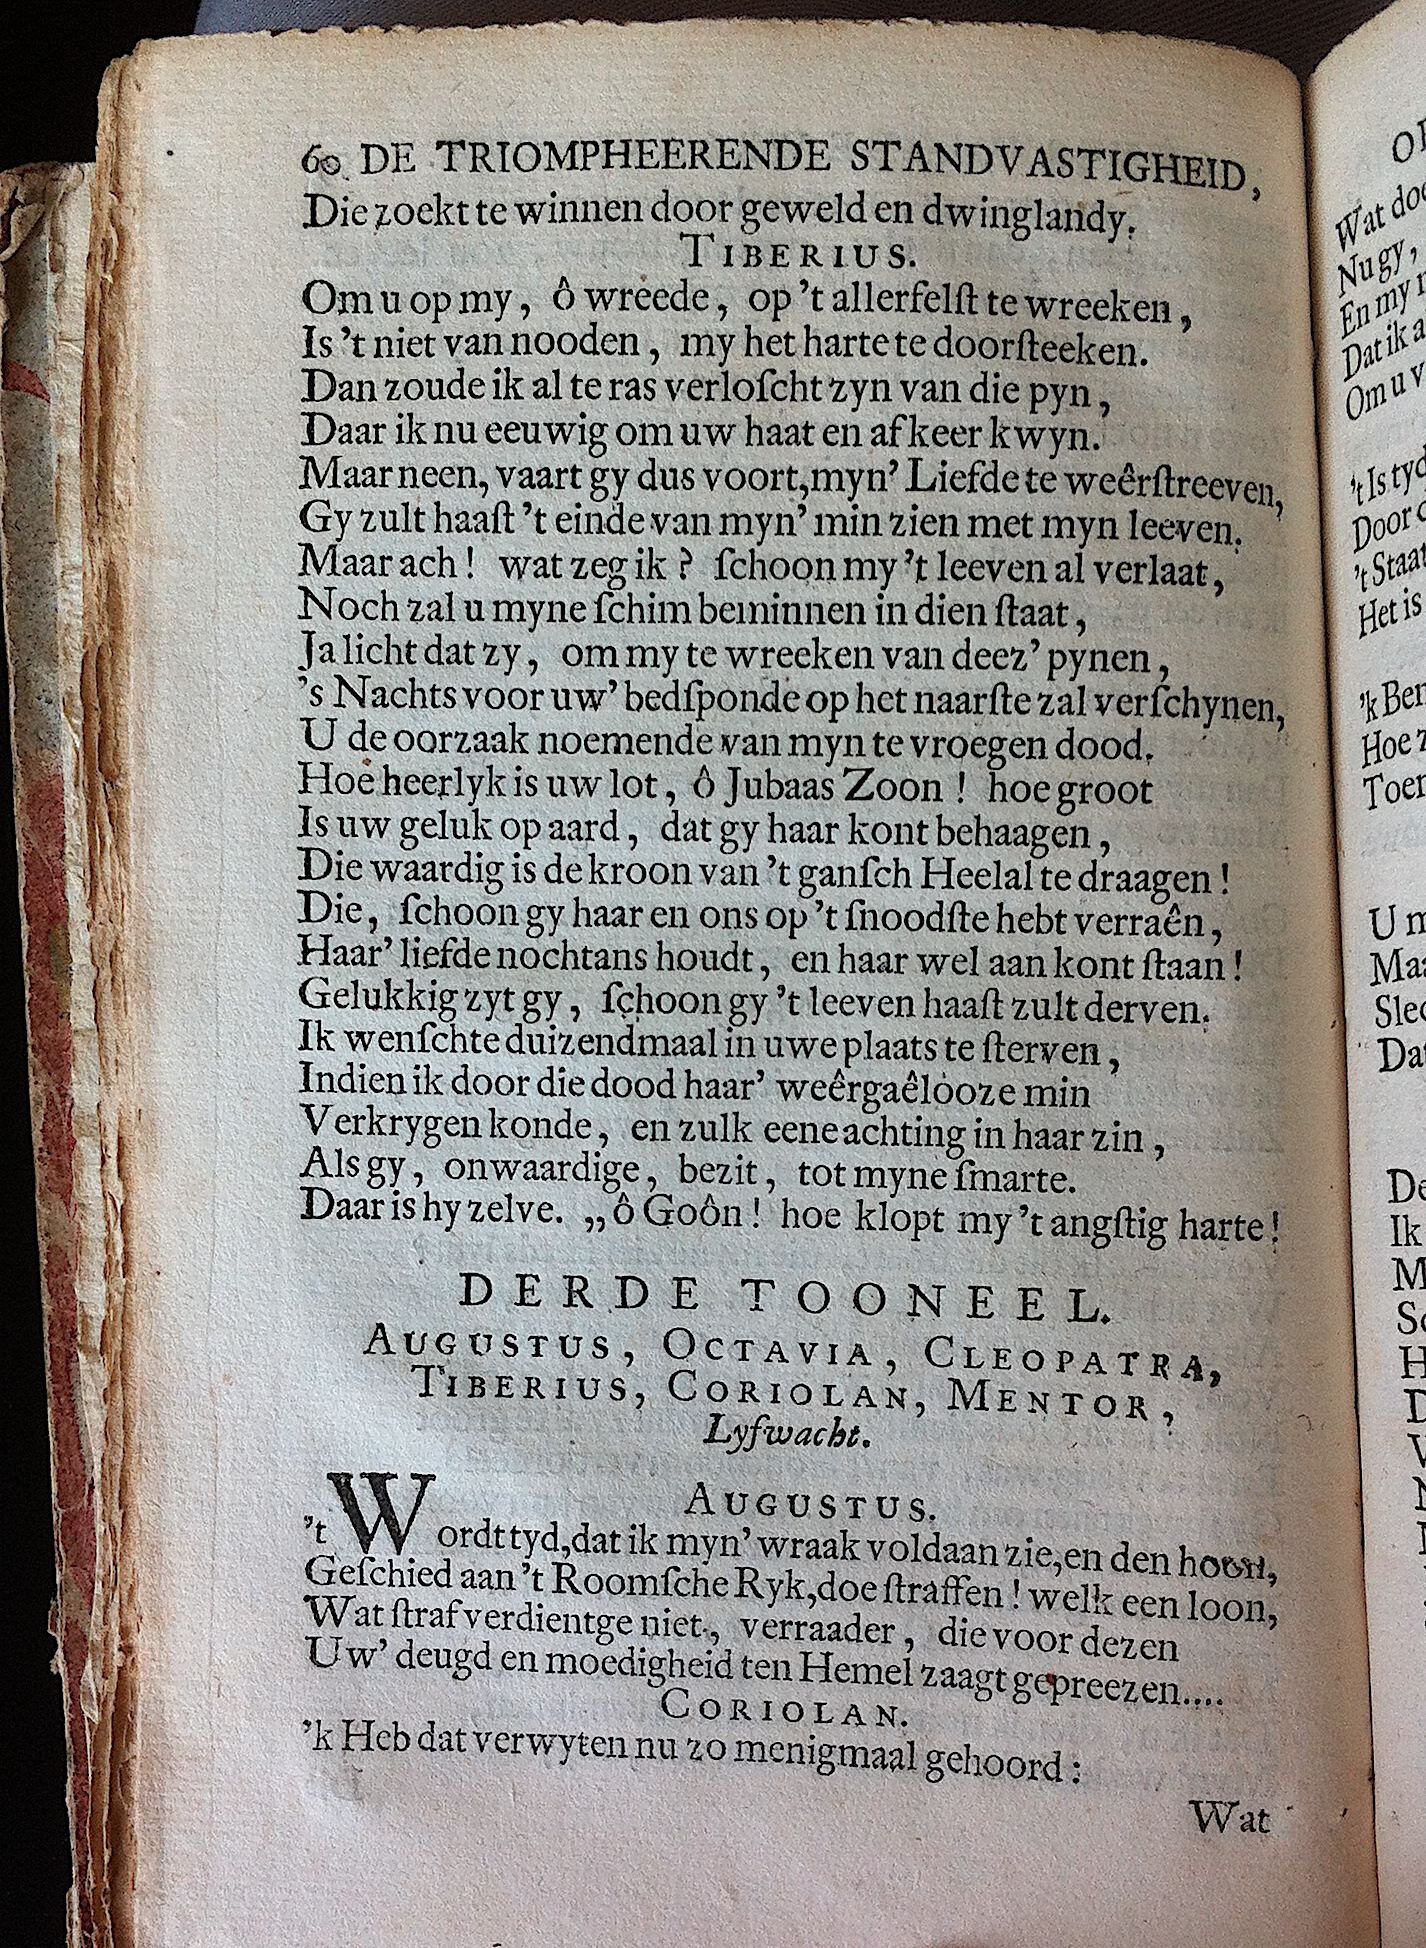 60 DE TRIOMPHEERENDE STANDVASTIGHEID,
Die zoekt te winnen door geweld en dwinglandy.
TIBERIUS.
Om u op my, ô wreede, op 't allerfelſt te wreeken,
Is 't niet van nooden, my het harte te doorſteeken.
Dan zoude ik al te ras verloſcht zyn van die pyn,
Daar ik nu eeuwig om uw haat en afkeer kwyn.
Maar neen, vaart gy dus voort, myn' Liefde te weêrſtreeven,
Gy zult haaſt 't einde van myn' min zien met myn leeven.
Maar ach! wat zeg ik? ſchoon my 't leeven al verlaat,
Noch zal u myne ſchim beminnen in dien ſtaat,
Ja licht dat zy, om my te wreeken van deez' pynen,
's Nachts voor uw' bedſponde op het naarſte zal verſchynen,
U de oorzaak noemende van myn te vroegen dood.
Hoe heerlyk is uw lot, ô Jubaas Zoon! hoe groot
Is uw geluk op aard, dat gy haar kont behaagen,
Die waardig is de kroon van 't ganſch Heelal te draagen!
Die, ſchoon gy haar en ons op 't ſnoodſte hebt verraên,
Haar' liefde nochtans houdt, en haar wel aan kont ſtaan!
Gelukkig zyt gy, ſchoon gy 't leeven haaſt zult derven.
Ik wenſchte duizendmaal in uwe plaats te ſterven,
Indien ik door die dood haar' weêrgaêlooze min
Verkrygen konde, en zulk eene achting in haar zin,
Als gy, onwaardige, bezit, tot myne ſmarte.
Daar is hy zelve. „ô Goôn! hoe klopt my 't angſtig harte!
DERDE TOONEEL.
AUGUSTUS, OCTAVIA, CLEOPATRA,
TIBERIUS, CORIOLAN, MENTOR,
Lyfwacht.
AUGUSTUS.
't Wordt tyd, dat ik myn' wraak voldaan zie, en den hoon,
Geſchied aan 't Roomſche Ryk, doe ſtraffen! welk een loon,
Wat ſtraf verdient ge niet, verraader, die voor dezen
Uw' deugd en moedigheid ten Hemel zaagt gepreezen....
CORIOLAN.
'k Heb dat verwyten nu zo menigmaal gehoord:
Wat